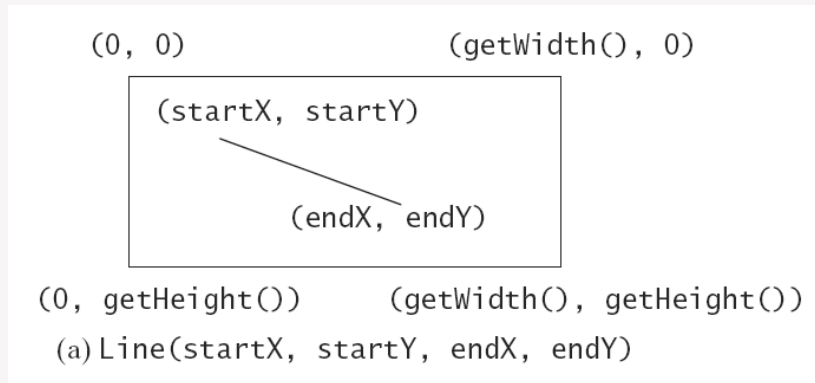 (0, 0) (getWidth(), 0)
(startX, startY)
(endX, endY)
(0, getHeight()) (getWidth(), getHeight())
(a) Line(startX, startY, endX, endY)